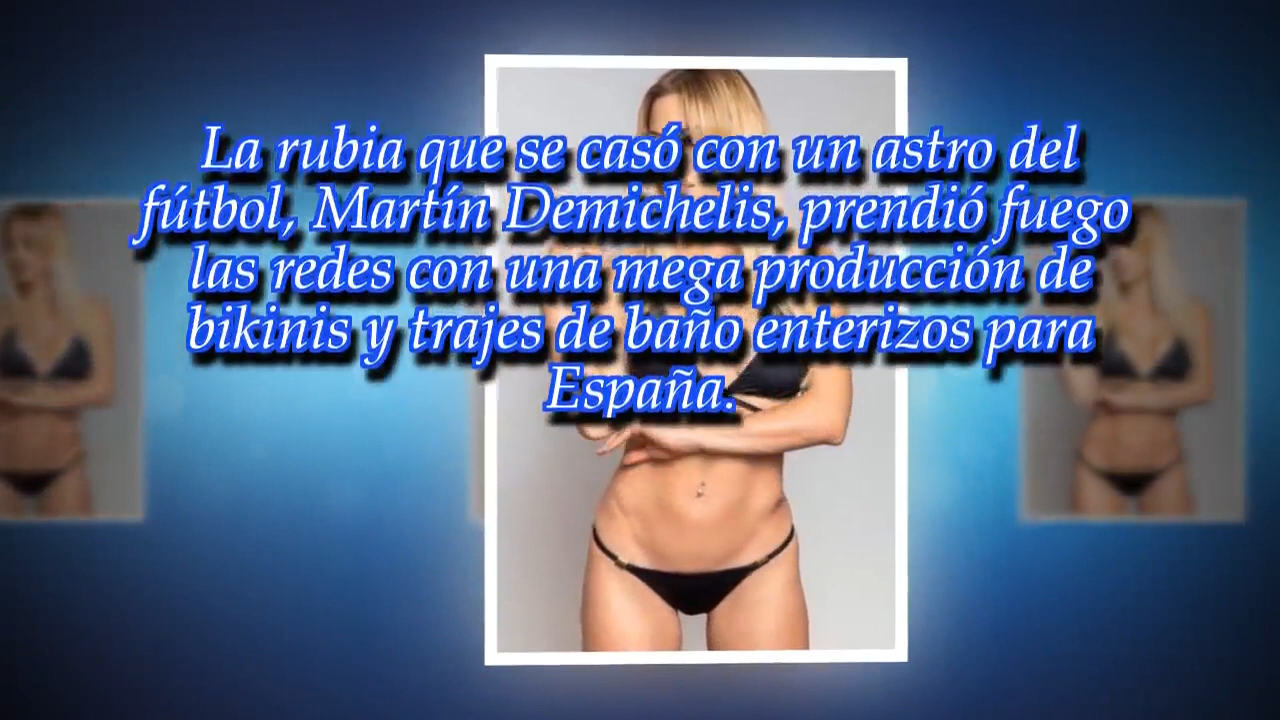 La rubia que se casó con un astro del
fútbol, Martín Demichelis, prendió fuego
las redes con una mega producción de
bikinis y trajes de baño enterizos para
España.